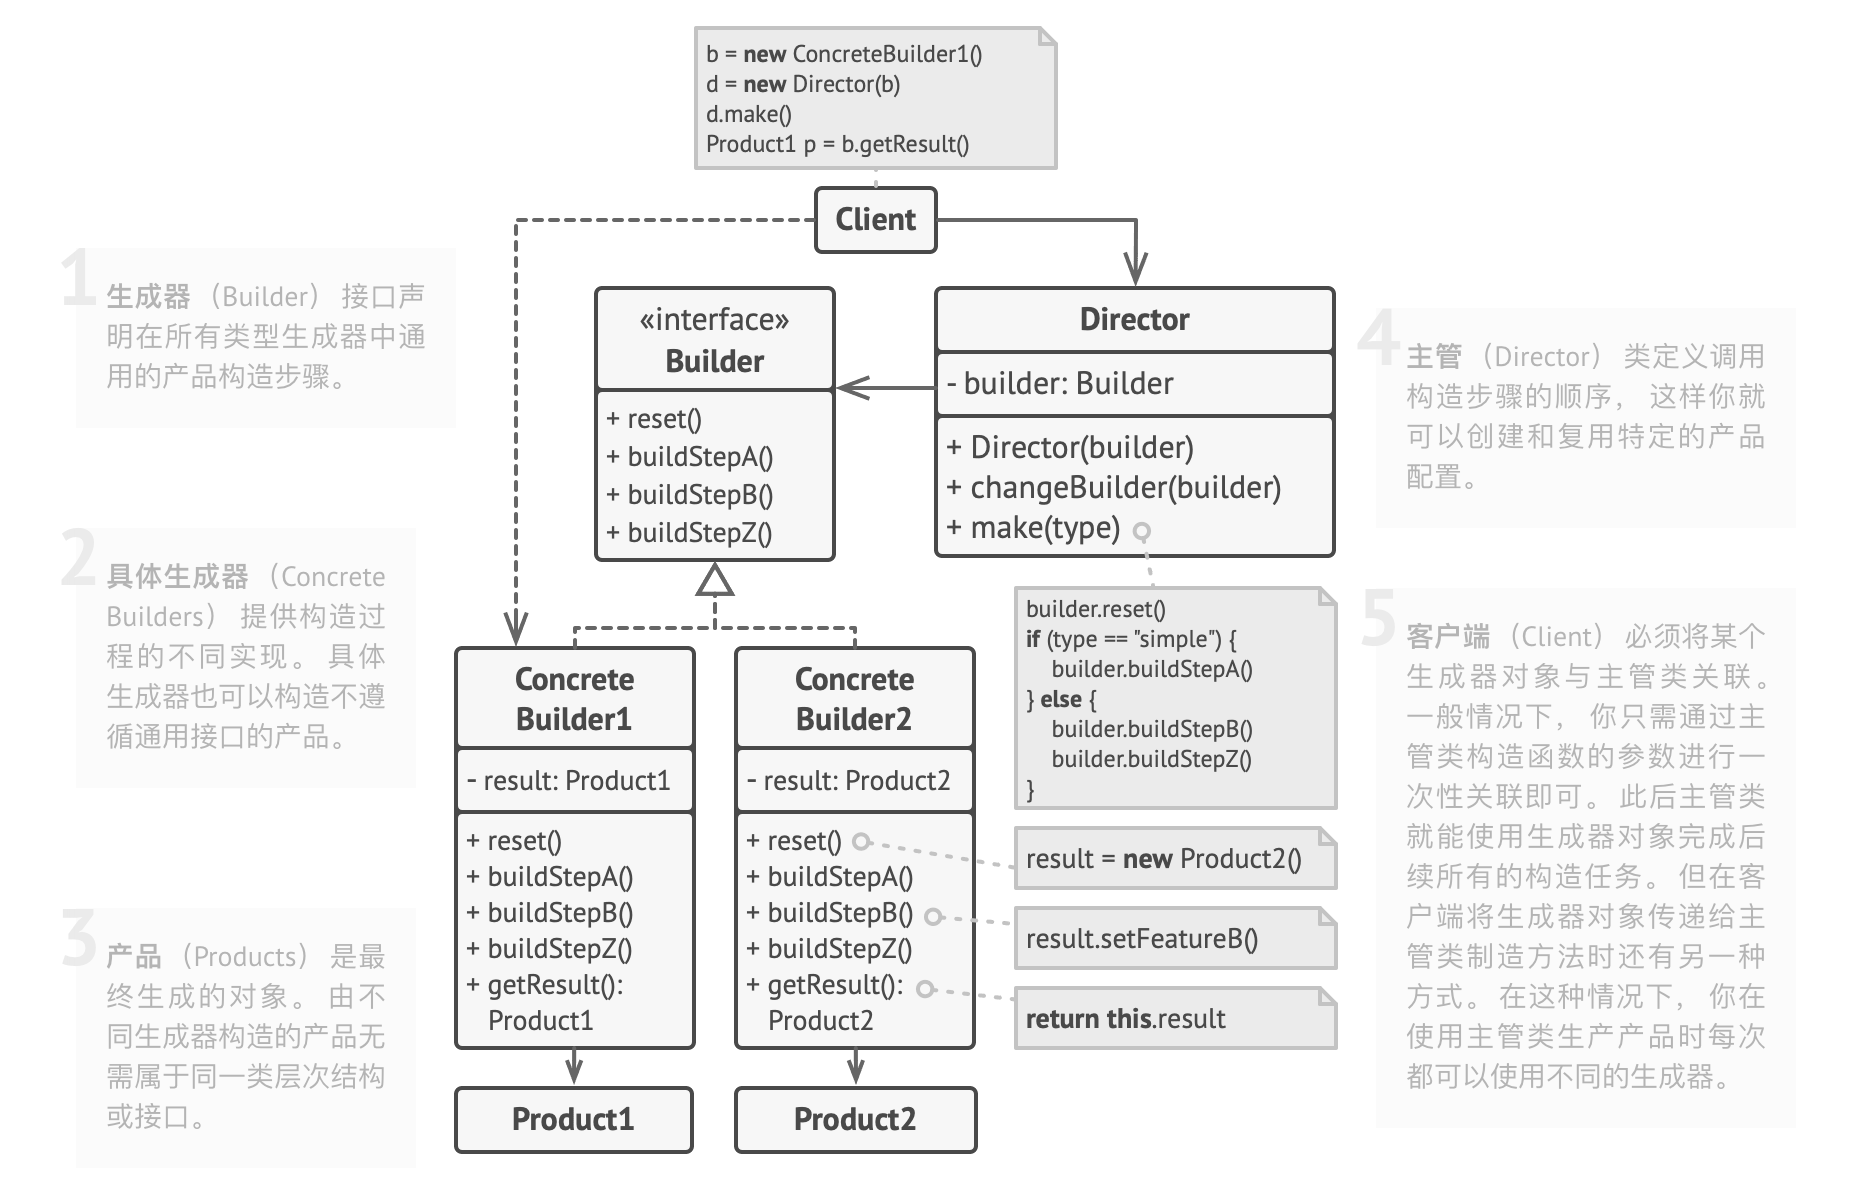 b = new ConcreteBuilder1()
d = new Director(b)
d.make()
Product1 p = b.getResult()
Client
1
生成器（Builder）接口声
明在所有类型生成器中通
用的产品构造步骤。
«interface»
Builder
+ reset()
+ buildStepA()
+ buildStepB()
+ buildStepZ()
Director
- builder: Builder
+ Director(builder)
+ changeBuilder(builder)
+ make(type)
4
主管（Director）类定义调用
构造步骤的顺序，这样你就
可以创建和复用特定的产品
配置。
2
具体生成器（Concrete
Builders）提供构造过
程的不同实现。具体
生成器也可以构造不遵
循通用接口的产品。
Concrete
Builder1
- result: Product1
+ reset()
+ buildStepA()
+ buildStepB()
+ buildStepZ()
+ getResult():
Product1
Concrete
Builder2
- result: Product2
+ reset()
+ buildStepA()
+ buildStepB()
+ buildStepZ()
+ getResult():
Product2
builder.reset()
if (type == "simple") {
builder.buildStepA()
} else {
builder.buildStepB()
builder.buildStepZ()
}
result = new Product2()
result.setFeatureB()
return this.result
5
客户端（Client）必须将某个
生成器对象与主管类关联。
一般情况下，你只需通过主
管类构造函数的参数进行一
次性关联即可。此后主管类
就能使用生成器对象完成后
续所有的构造任务。但在客
户端将生成器对象传递给主
管类制造方法时还有另一种
方式。在这种情况下，你在
使用主管类生产产品时每次
都可以使用不同的生成器。
3
产品（Products）是最
终生成的对象。由不
同生成器构造的产品无
需属于同一类层次结构
或接口。
Product1
Product2